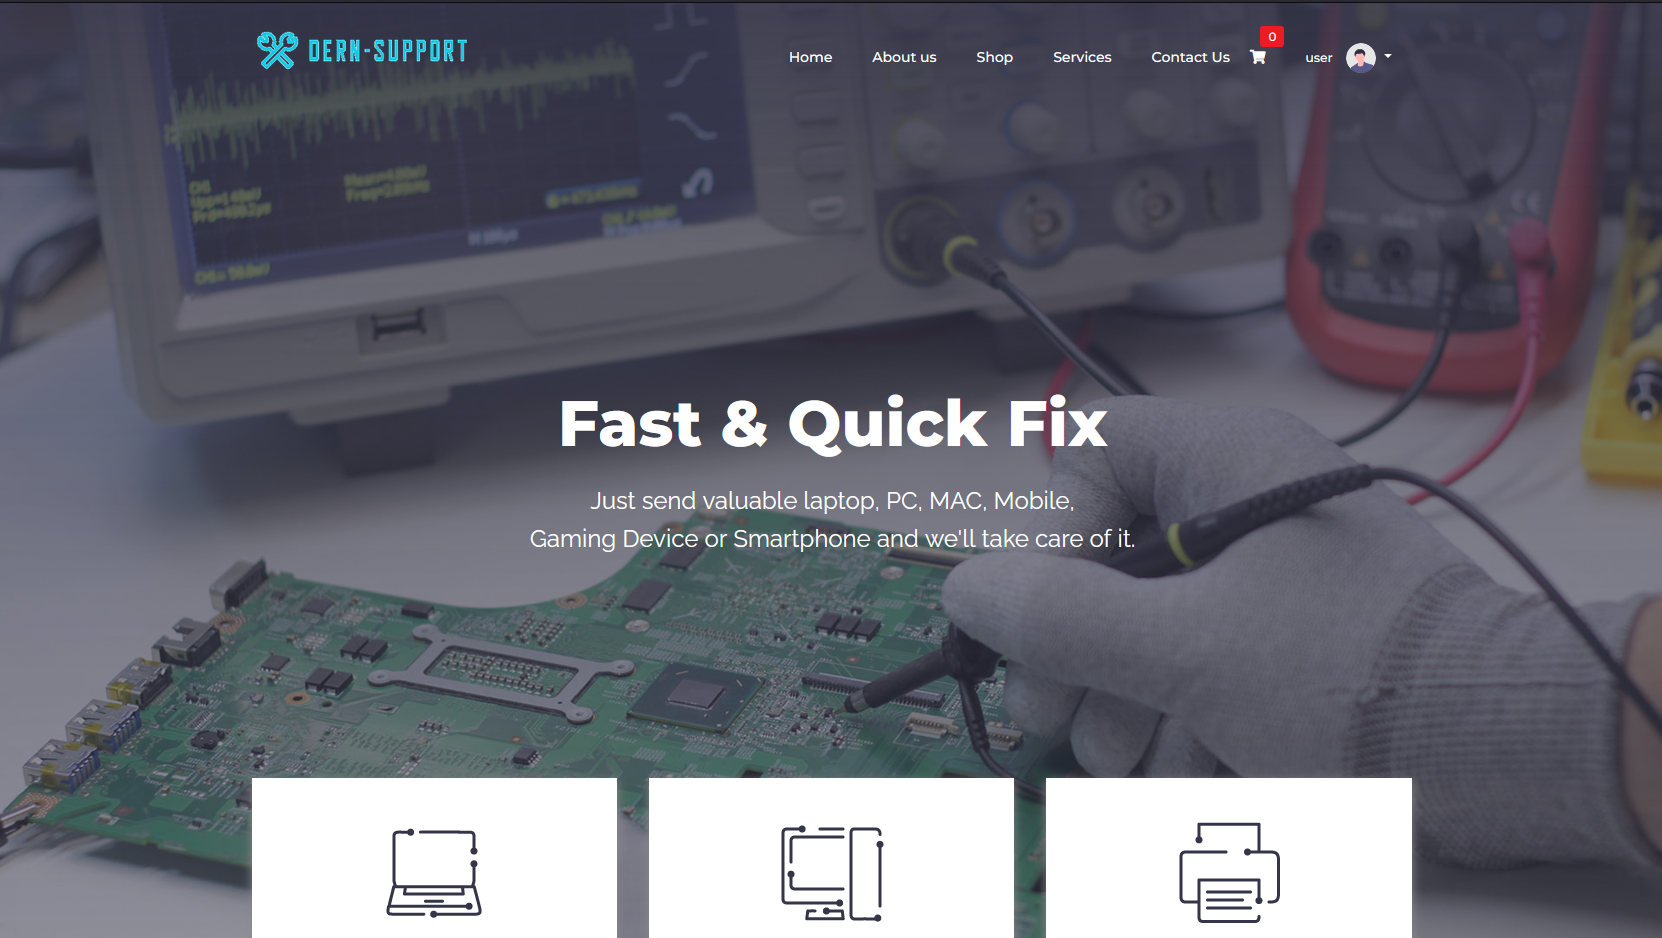 DERN-SUPPORT
Home About us Shop Services Contact Us 0 user
Fast & Quick Fix
Just send valuable laptop, PC, MAC, Mobile,
Gaming Device or Smartphone and we'll take care of it.